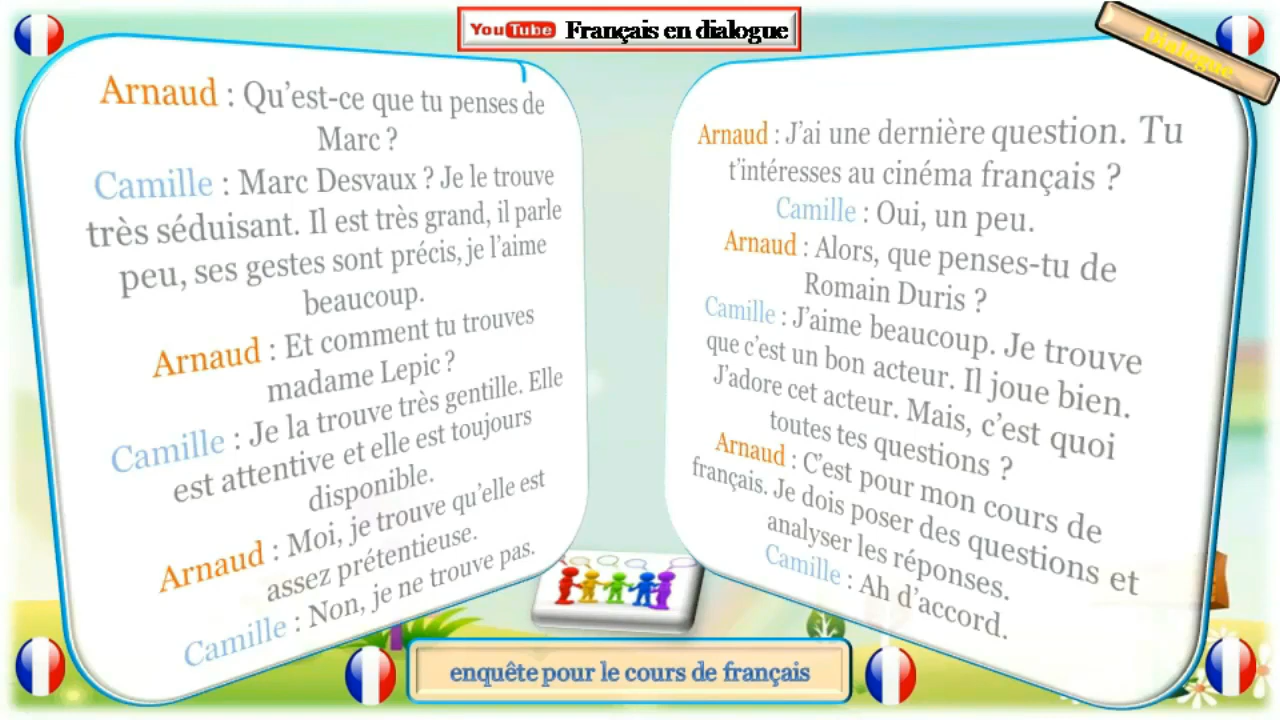 YouTube Français en dialogue
Dialogue
Arnaud : Qu'est-ce que tu penses de
Marc ?
Camille : Marc Desvaux ? Je le trouve
très séduisant. Il est très grand, il parle
peu, ses gestes sont précis, je l'aime
beaucoup.
Arnaud : Et comment tu trouves
madame Lepic ?
Camille : Je la trouve très gentille. Elle
est attentive et elle est toujours
disponible.
Arnaud : Moi, je trouve qu'elle est
assez prétentieuse.
Camille : Non, je ne trouve pas.
Arnaud : J'ai une dernière question. Tu
t'intéresses au cinéma français ?
Camille : Oui, un peu.
Arnaud : Alors, que penses-tu de
Romain Duris ?
Camille : J'aime beaucoup. Je trouve
que c'est un bon acteur. Il joue bien.
J'adore cet acteur. Mais, c'est quoi
toutes tes questions ?
Arnaud : C'est pour mon cours de
français. Je dois poser des questions et
analyser les réponses.
Camille : Ah d'accord.
enquête pour le cours de français